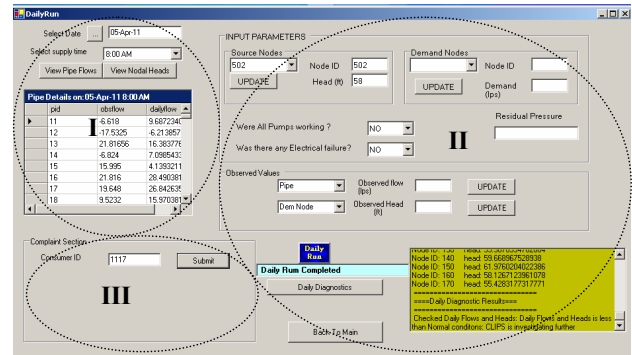 DailyRun
Select Date ... 05-Apr-11
Select supply time 8:00 AM
View Pipe Flows View Nodal Heads
Pipe Details on:05-Apr-11 8:00 AM
pid obsflow dailyflow
11 -6.618 9.6872340
12 -17.5325 -6.213857
13 21.81656 16.383776
14 -6.824 7.0985433
15 15.995 4.1393211
16 21.816 28.490381
17 19.648 26.842635
18 9.5232 15.970381
I
INPUT PARAMETERS
Source Nodes
502 Node ID 502
UPDATE Head (ft) 58
Demand Nodes
Node ID
UPDATE Demand (lps)
Residual Pressure
Were All Pumps working ? NO
Was there any Electrical failure? NO
II
Observed Values
Pipe Observed flow (lps) UPDATE
Dem Node Observed Head (ft) UPDATE
Complaint Section
Consumer ID 1117 Submit
III
Daily Run
Daily Rum Completed
Daily Diagnostics
Back To Main
Node ID: 140 head: 59.668967528938
Node ID: 150 head: 61.9760204022386
Node ID: 160 head: 58.1267123961078
Node ID: 170 head: 55.4283177317771
================================
====Daily Diagnostic Results===
================================
Checked Daily Flows and Heads: Daily Flows and Heads is less
than Normal conditons: CLIPS is investigating further